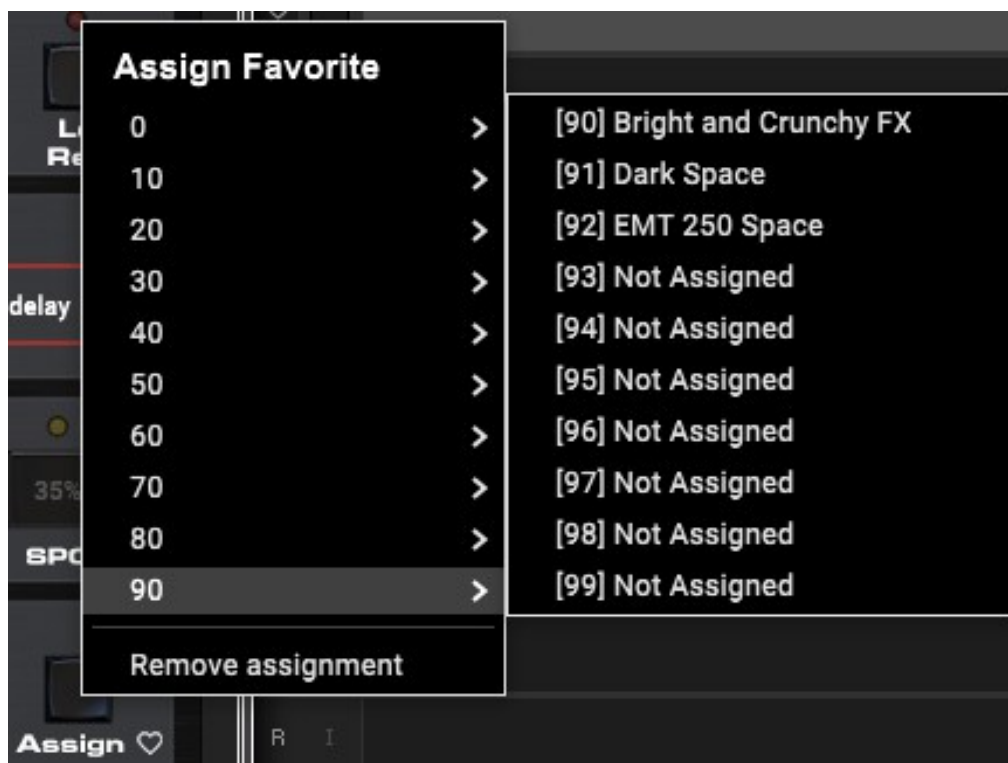 Assign Favorite
0
10
20
30
40
50
60
70
80
90
Remove assignment
[90] Bright and Crunchy FX
[91] Dark Space
[92] EMT 250 Space
[93] Not Assigned
[94] Not Assigned
[95] Not Assigned
[96] Not Assigned
[97] Not Assigned
[98] Not Assigned
[99] Not Assigned
delay
35%
Assign
R I